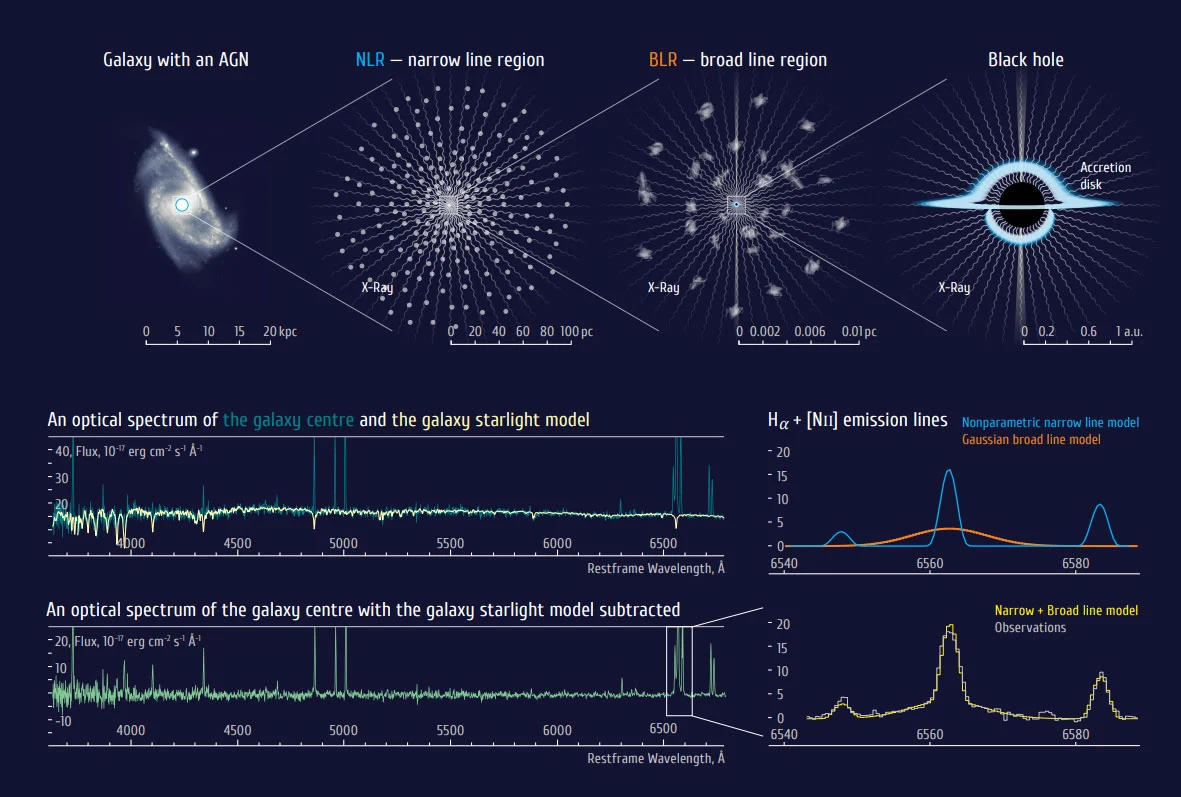 Galaxy with an AGN
NLR – narrow line region
BLR – broad line region
Black hole
Accretion
disk
X-Ray
X-Ray
X-Ray
0 5 10 15 20 kpc
0 20 40 60 80 100 pc
0 0.002 0.006 0.01 pc
0 0.2 0.6 1 a.u.
An optical spectrum of the galaxy centre and the galaxy starlight model
40, Flux, 10⁻¹⁷ erg cm⁻² s⁻¹ Å⁻¹
30
20
4000 4500 5000 5500 6000 6500
Restframe Wavelength, Å
Hα + [NII] emission lines
Nonparametric narrow line model
Gaussian broad line model
20
15
10
5
0
6540 6560 6580
An optical spectrum of the galaxy centre with the galaxy starlight model subtracted
20, Flux, 10⁻¹⁷ erg cm⁻² s⁻¹ Å⁻¹
10
-10
4000 4500 5000 5500 6000 6500
Restframe Wavelength, Å
Narrow + Broad line model
Observations
20
15
10
5
0
6540 6560 6580